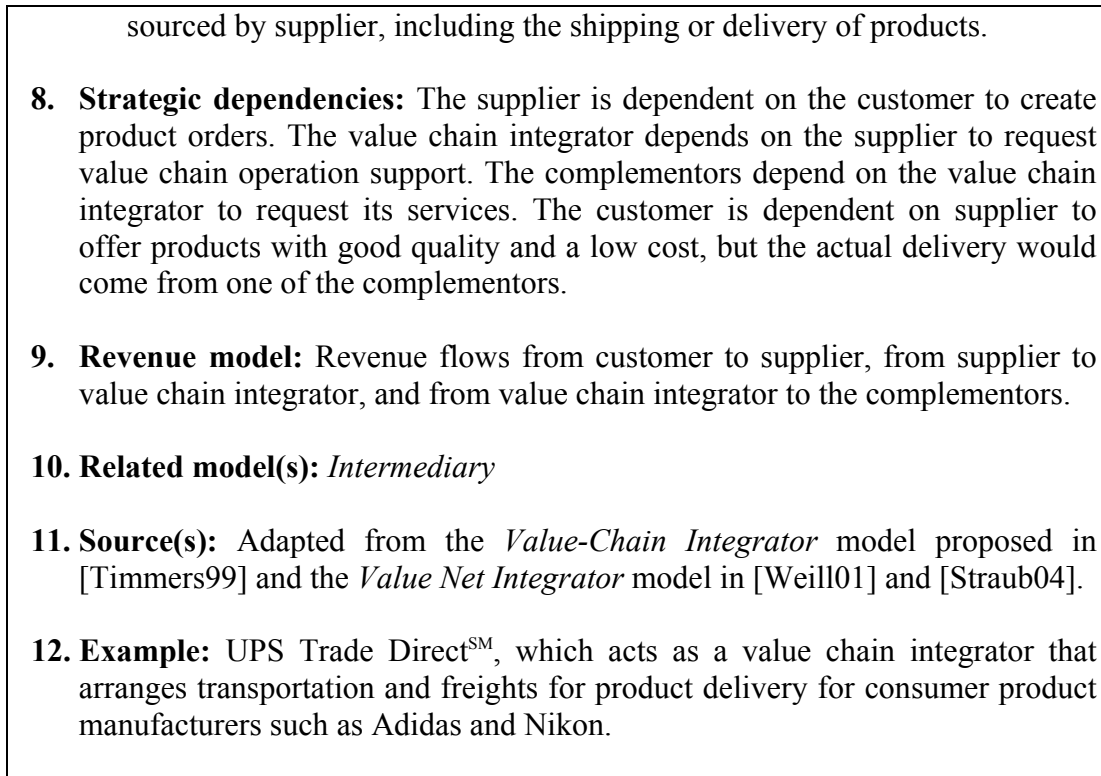 sourced by supplier, including the shipping or delivery of products.
8. Strategic dependencies: The supplier is dependent on the customer to create
product orders. The value chain integrator depends on the supplier to request
value chain operation support. The complementors depend on the value chain
integrator to request its services. The customer is dependent on supplier to
offer products with good quality and a low cost, but the actual delivery would
come from one of the complementors.
9. Revenue model: Revenue flows from customer to supplier, from supplier to
value chain integrator, and from value chain integrator to the complementors.
10. Related model(s): Intermediary
11. Source(s): Adapted from the Value-Chain Integrator model proposed in
[Timmers99] and the Value Net Integrator model in [Weill01] and [Straub04].
12. Example: UPS Trade Direct℠, which acts as a value chain integrator that
arranges transportation and freights for product delivery for consumer product
manufacturers such as Adidas and Nikon.